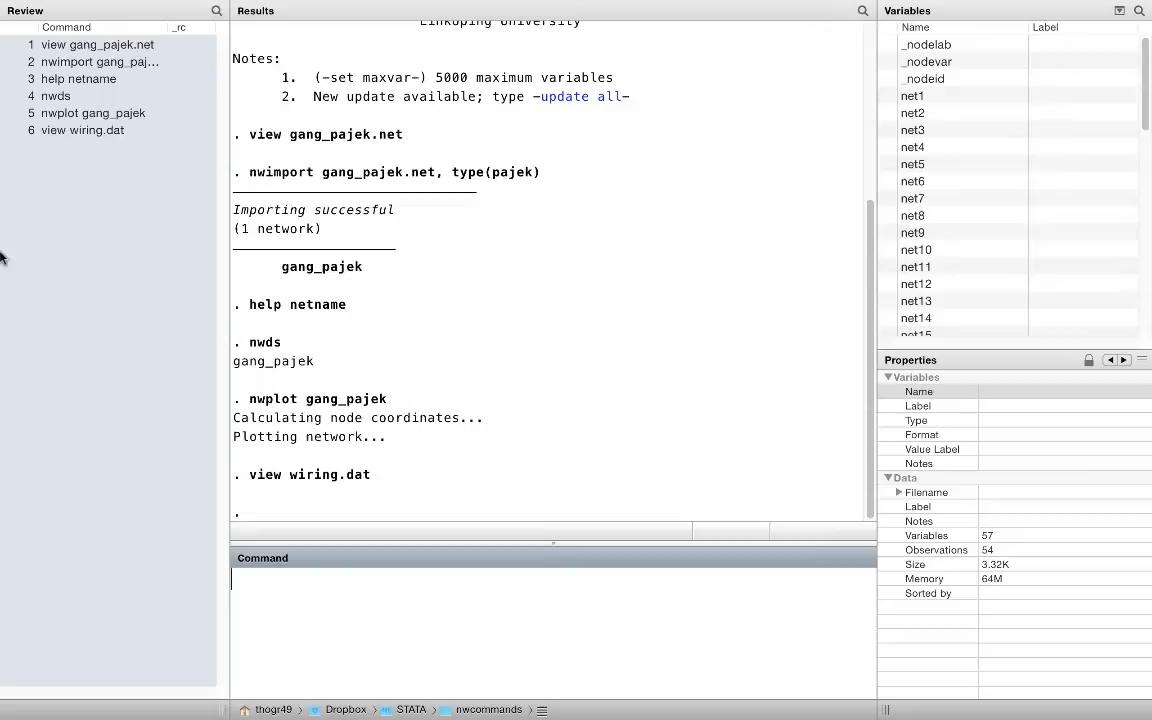 Review
Command _rc
1 view gang_pajek.net
2 nwimport gang_paj...
3 help netname
4 nwds
5 nwplot gang_pajek
6 view wiring.dat
Results
Linköping University
Notes:
1. (-set maxvar-) 5000 maximum variables
2. New update available; type -update all-
. view gang_pajek.net
. nwimport gang_pajek.net, type(pajek)
Importing successful
(1 network)
gang_pajek
. help netname
. nwds
gang_pajek
. nwplot gang_pajek
Calculating node coordinates...
Plotting network...
. view wiring.dat
.
Command
thogr49 Dropbox STATA nwcommands
Variables
Name Label
_nodelab
_nodevar
_nodeid
net1
net2
net3
net4
net5
net6
net7
net8
net9
net10
net11
net12
net13
net14
net15
Properties
Variables
Name
Label
Type
Format
Value Label
Notes
Data
Filename
Label
Notes
Variables 57
Observations 54
Size 3.32K
Memory 64M
Sorted by